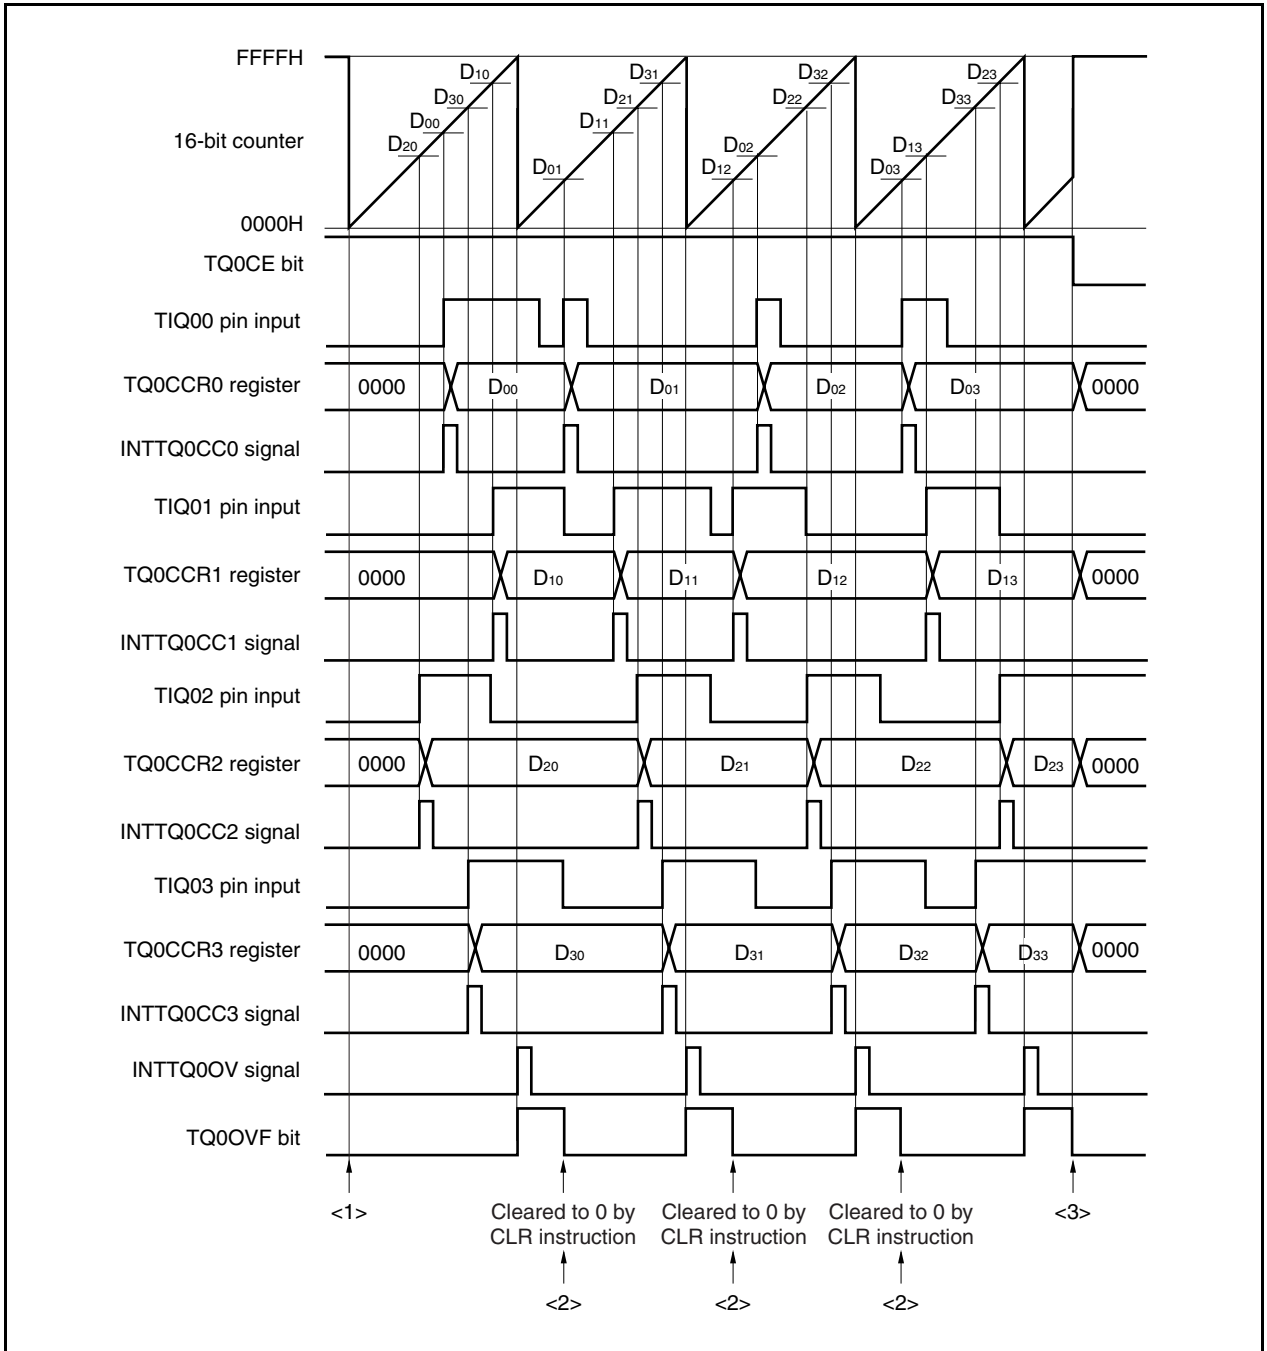 FFFFH
D10 D31 D32 D23
D30 D21 D22 D33
D00 D11
16-bit counter
D20 D02 D13
D01 D12 D03
0000H
TQ0CE bit
TIQ00 pin input
TQ0CCR0 register 0000 D00 D01 D02 D03 0000
INTTQ0CC0 signal
TIQ01 pin input
TQ0CCR1 register 0000 D10 D11 D12 D13 0000
INTTQ0CC1 signal
TIQ02 pin input
TQ0CCR2 register 0000 D20 D21 D22 D23 0000
INTTQ0CC2 signal
TIQ03 pin input
TQ0CCR3 register 0000 D30 D31 D32 D33 0000
INTTQ0CC3 signal
INTTQ0OV signal
TQ0OVF bit
<1> Cleared to 0 by Cleared to 0 by Cleared to 0 by <3>
CLR instruction CLR instruction CLR instruction
<2> <2> <2>